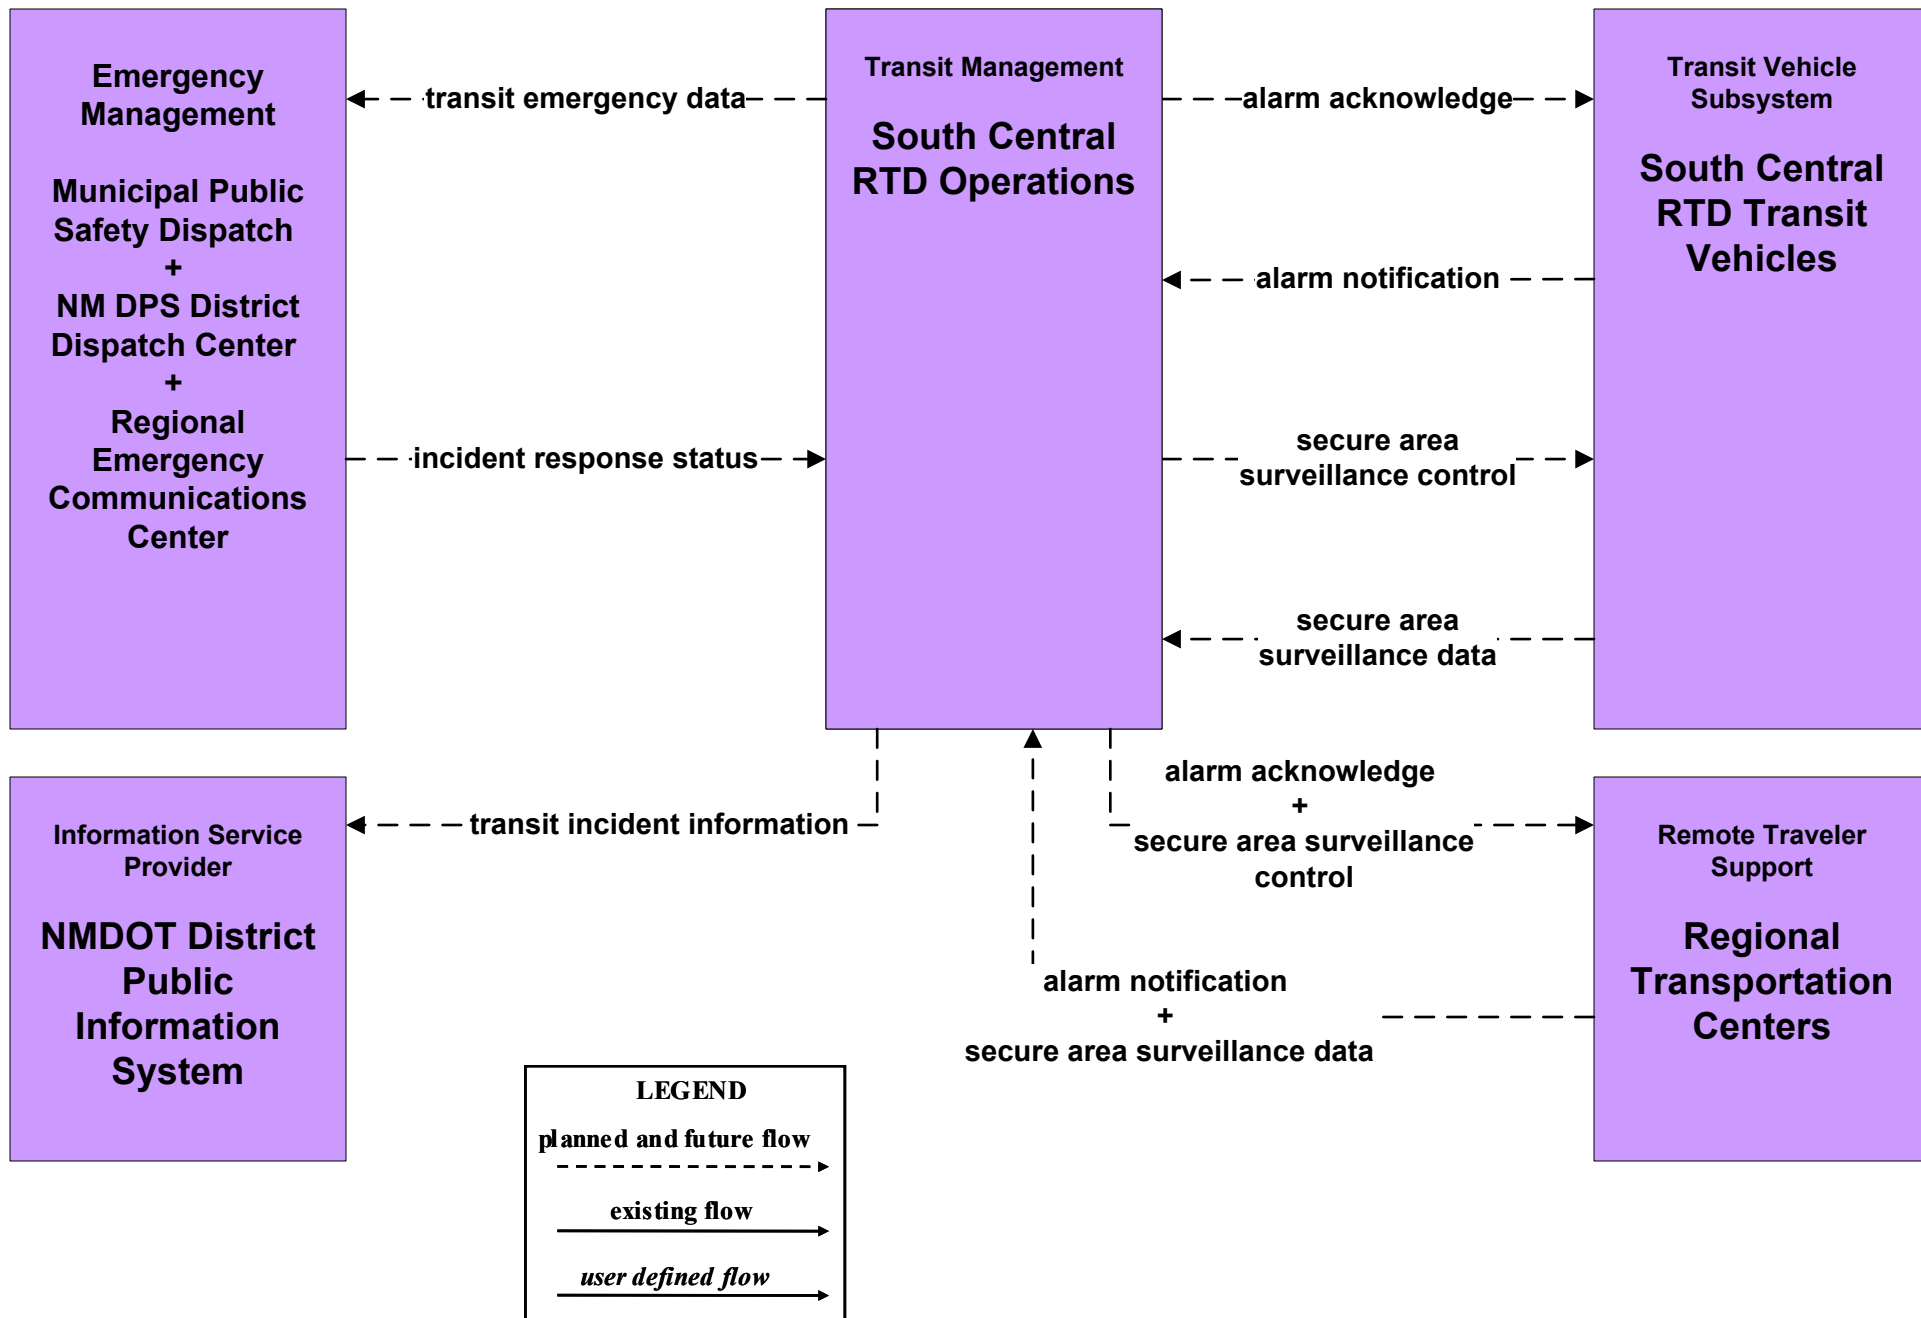 Emergency
Management
Municipal Public
Safety Dispatch
+
NM DPS District
Dispatch Center
+
Regional
Emergency
Communications
Center
transit emergency data
incident response status
Transit Management
South Central
RTD Operations
alarm acknowledge
alarm notification
secure area
surveillance control
secure area
surveillance data
Transit Vehicle
Subsystem
South Central
RTD Transit
Vehicles
Information Service
Provider
NMDOT District
Public
Information
System
transit incident information
alarm acknowledge
+
secure area surveillance
control
alarm notification
+
secure area surveillance data
Remote Traveler
Support
Regional
Transportation
Centers
LEGEND
planned and future flow
existing flow
user defined flow